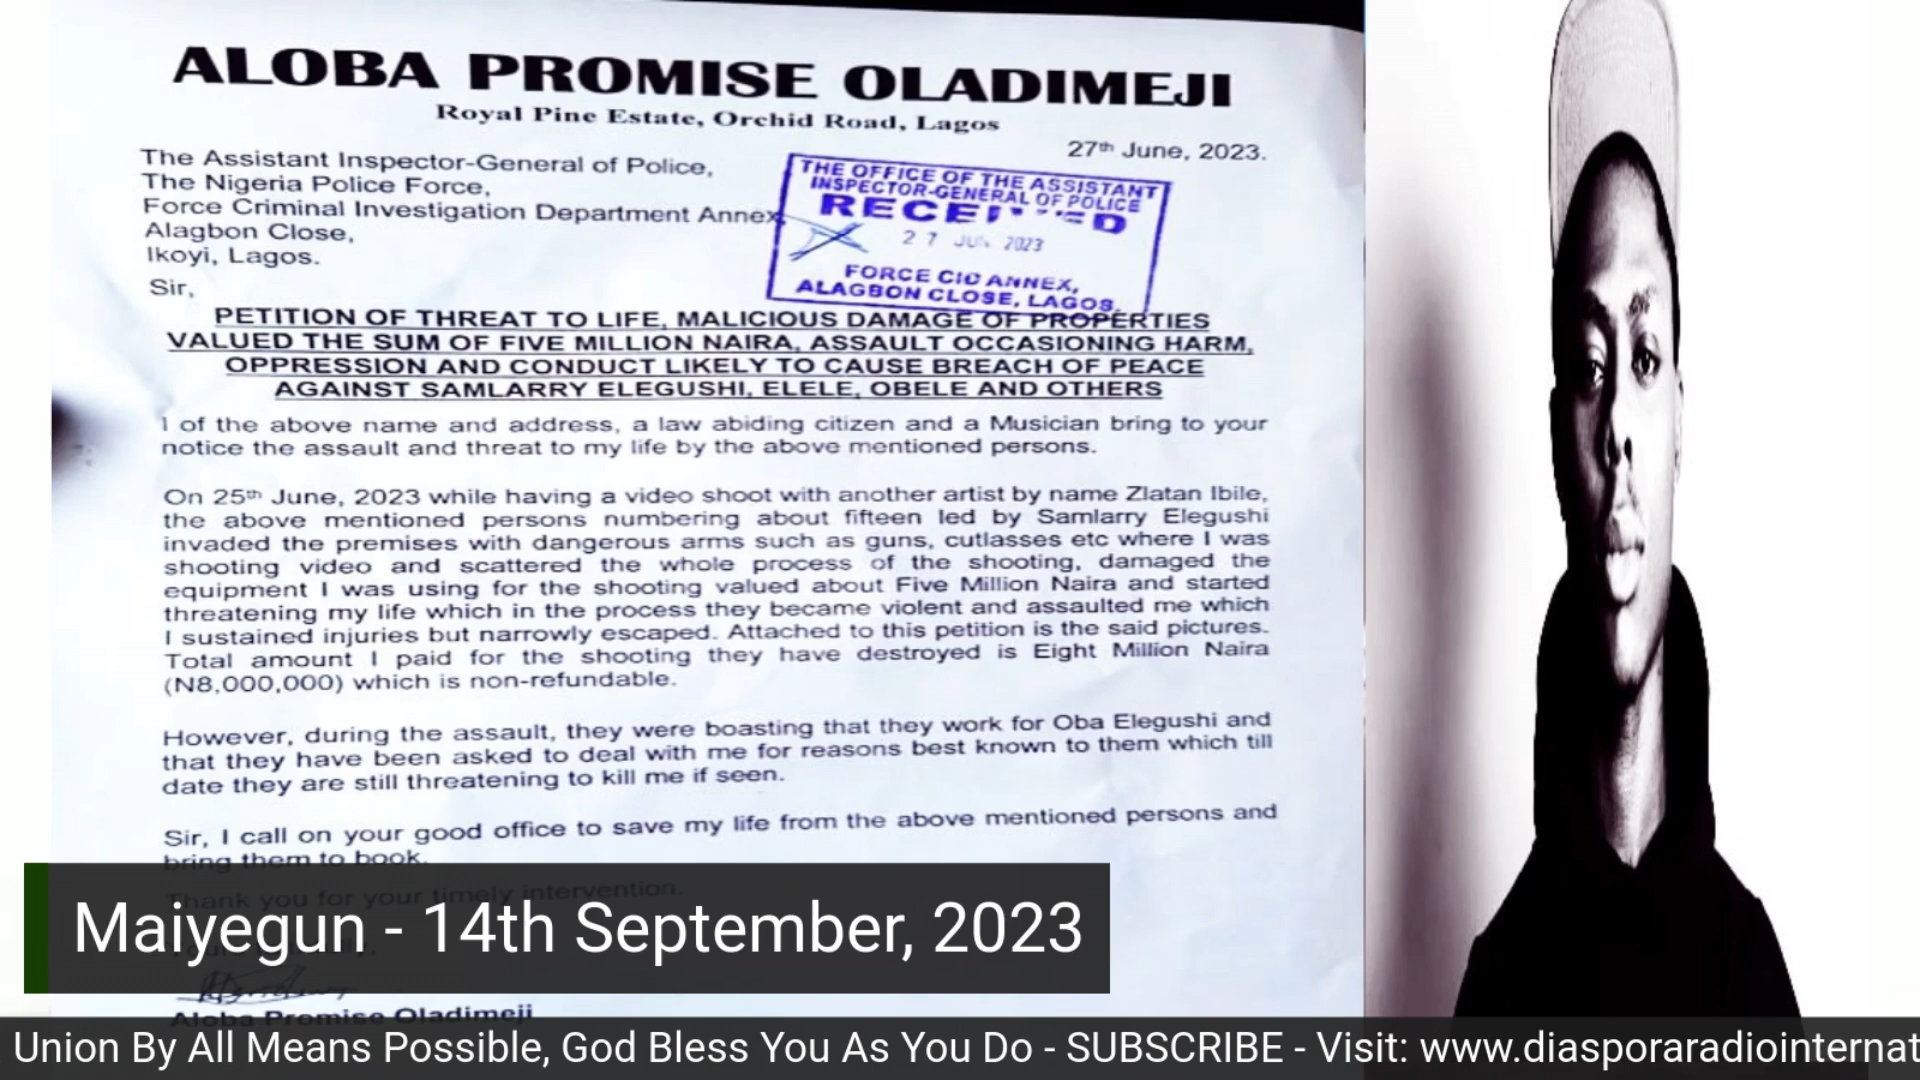 ALOBA PROMISE OLADIMEJI
Royal Pine Estate, Orchid Road, Lagos
27th June, 2023.
The Assistant Inspector-General of Police,
The Nigeria Police Force,
Force Criminal Investigation Department Annex
Alagbon Close,
Ikoyi, Lagos.
THE OFFICE OF THE ASSISTANT
INSPECTOR-GENERAL OF POLICE
RECEIVED
27 JUN 2023
FORCE CID ANNEX,
ALAGBON CLOSE, LAGOS.
Sir,
PETITION OF THREAT TO LIFE, MALICIOUS DAMAGE OF PROPERTIES
VALUED THE SUM OF FIVE MILLION NAIRA, ASSAULT OCCASIONING HARM,
OPPRESSION AND CONDUCT LIKELY TO CAUSE BREACH OF PEACE
AGAINST SAMLARRY ELEGUSHI, ELELE, OBELE AND OTHERS
I of the above name and address, a law abiding citizen and a Musician bring to your
notice the assault and threat to my life by the above mentioned persons.
On 25th June, 2023 while having a video shoot with another artist by name Zlatan Ibile,
the above mentioned persons numbering about fifteen led by Samlarry Elegushi
invaded the premises with dangerous arms such as guns, cutlasses etc where I was
shooting video and scattered the whole process of the shooting, damaged the
equipment I was using for the shooting valued about Five Million Naira and started
threatening my life which in the process they became violent and assaulted me which
I sustained injuries but narrowly escaped. Attached to this petition is the said pictures.
Total amount I paid for the shooting they have destroyed is Eight Million Naira
(N8,000,000) which is non-refundable.
However, during the assault, they were boasting that they work for Oba Elegushi and
that they have been asked to deal with me for reasons best known to them which till
date they are still threatening to kill me if seen.
Sir, I call on your good office to save my life from the above mentioned persons and
bring them to book.
Thank you for your timely intervention.
Aloba Promise Oladimeji
Maiyegun - 14th September, 2023
Union By All Means Possible, God Bless You As You Do - SUBSCRIBE - Visit: www.diasporaradiointernat